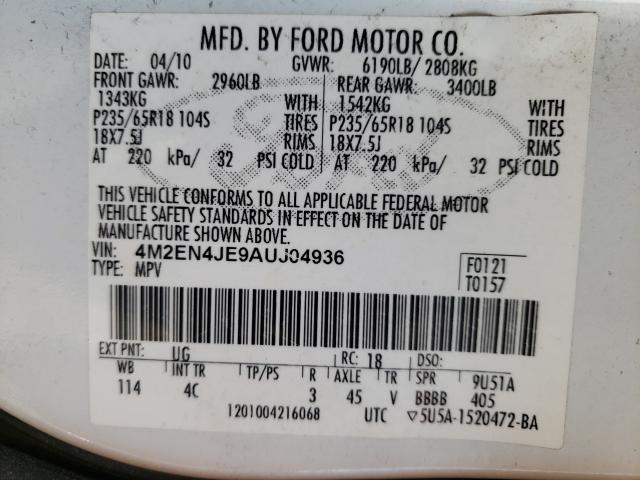 MFD. BY FORD MOTOR CO.
DATE: 04/10 GVWR: 6190LB/ 2808KG
FRONT GAWR: 2960LB REAR GAWR: 3400LB
1343KG WITH 1542KG WITH
P235/65R18 104S TIRES P235/65R18 104S TIRES
18X7.5J RIMS 18X7.5J RIMS
AT 220 kPa/ 32 PSI COLD AT 220 kPa/ 32 PSI COLD
THIS VEHICLE CONFORMS TO ALL APPLICABLE FEDERAL MOTOR
VEHICLE SAFETY STANDARDS IN EFFECT ON THE DATE OF
MANUFACTURE SHOWN ABOVE.
VIN: 4M2EN4JE9AUJ04936 F0121
TYPE: MPV T0157
EXT PNT: UG RC: 18 DSO:
WB INT TR TP/PS R AXLE TR SPR 9U51A
114 4C 3 45 V BBBB 405
1201004216068 UTC ▽5U5A-1520472-BA